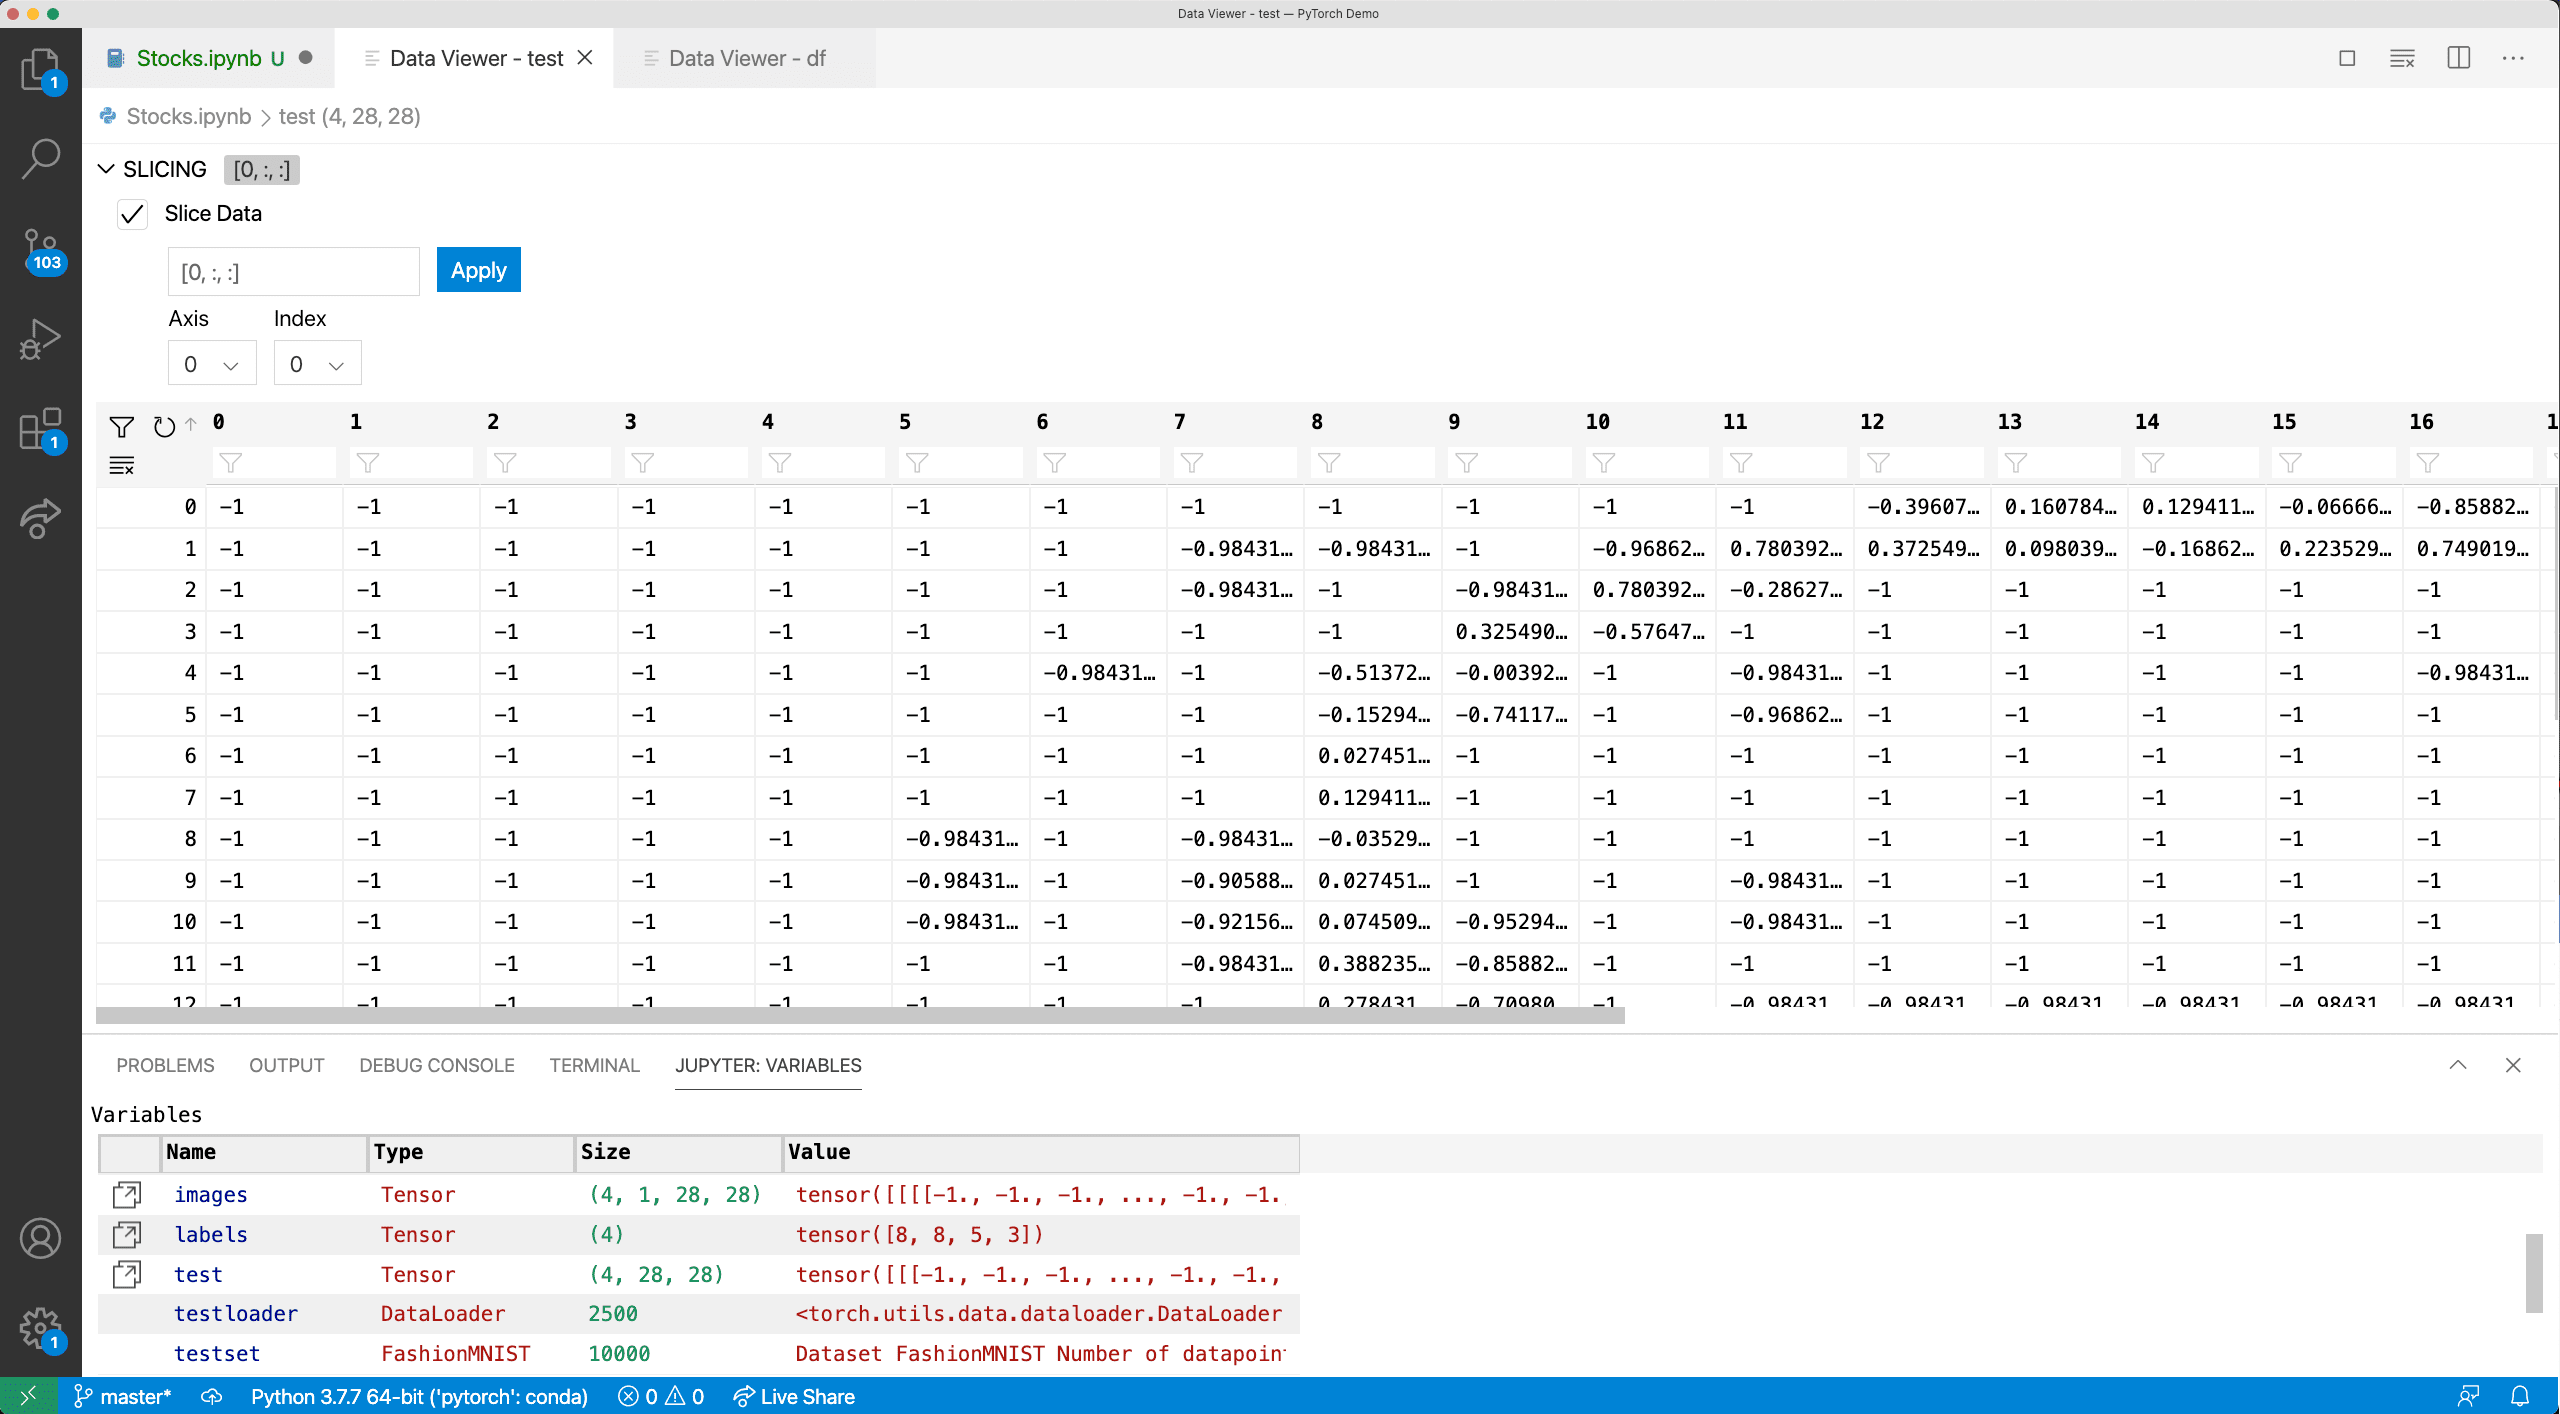 Data Viewer - test — PyTorch Demo
Stocks.ipynb U Data Viewer - test Data Viewer - df
1
Stocks.ipynb > test (4, 28, 28)
SLICING [0, :, :]
Slice Data
103
[0, :, :] Apply
Axis Index
0 0
1
0 1 2 3 4 5 6 7 8 9 10 11 12 13 14 15 16
0 -1 -1 -1 -1 -1 -1 -1 -1 -1 -1 -1 -1 -0.39607… 0.160784… 0.129411… -0.06666… -0.85882…
1 -1 -1 -1 -1 -1 -1 -1 -0.98431… -0.98431… -1 -0.96862… 0.780392… 0.372549… 0.098039… -0.16862… 0.223529… 0.749019…
2 -1 -1 -1 -1 -1 -1 -1 -0.98431… -1 -0.98431… 0.780392… -0.28627… -1 -1 -1 -1 -1
3 -1 -1 -1 -1 -1 -1 -1 -1 -1 0.325490… -0.57647… -1 -1 -1 -1 -1 -1
4 -1 -1 -1 -1 -1 -1 -0.98431… -1 -0.51372… -0.00392… -1 -0.98431… -1 -1 -1 -1 -0.98431…
5 -1 -1 -1 -1 -1 -1 -1 -1 -0.15294… -0.74117… -1 -0.96862… -1 -1 -1 -1 -1
6 -1 -1 -1 -1 -1 -1 -1 -1 0.027451… -1 -1 -1 -1 -1 -1 -1 -1
7 -1 -1 -1 -1 -1 -1 -1 -1 0.129411… -1 -1 -1 -1 -1 -1 -1 -1
8 -1 -1 -1 -1 -1 -0.98431… -1 -0.98431… -0.03529… -1 -1 -1 -1 -1 -1 -1 -1
9 -1 -1 -1 -1 -1 -0.98431… -1 -0.90588… 0.027451… -1 -1 -0.98431… -1 -1 -1 -1 -1
10 -1 -1 -1 -1 -1 -0.98431… -1 -0.92156… 0.074509… -0.95294… -1 -0.98431… -1 -1 -1 -1 -1
11 -1 -1 -1 -1 -1 -1 -1 -0.98431… 0.388235… -0.85882… -1 -1 -1 -1 -1 -1 -1
12 -1 -1 -1 -1 -1 -1 -1 -1 0.278431 -0.70980 -1 -0.98431 -0.98431 -0.98431 -0.98431 -0.98431 -0.98431
PROBLEMS OUTPUT DEBUG CONSOLE TERMINAL JUPYTER: VARIABLES
Variables
Name Type Size Value
images Tensor (4, 1, 28, 28) tensor([[[[-1., -1., -1., ..., -1., -1.
labels Tensor (4) tensor([8, 8, 5, 3])
test Tensor (4, 28, 28) tensor([[[-1., -1., -1., ..., -1., -1.,
testloader DataLoader 2500 <torch.utils.data.dataloader.DataLoader
1
testset FashionMNIST 10000 Dataset FashionMNIST Number of datapoin
master* Python 3.7.7 64-bit ('pytorch': conda) 0 0 Live Share